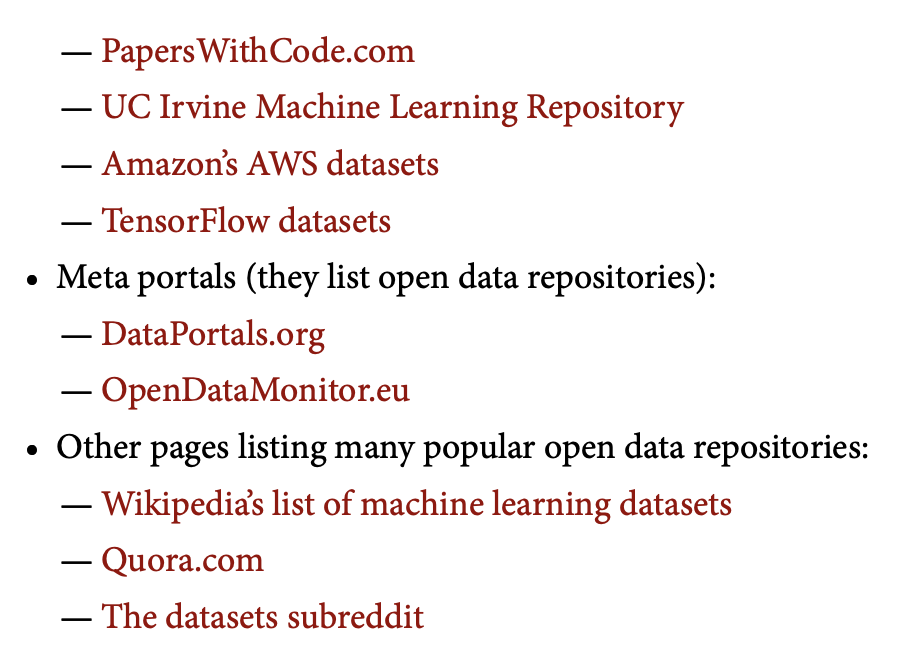 — PapersWithCode.com
— UC Irvine Machine Learning Repository
— Amazon’s AWS datasets
— TensorFlow datasets
• Meta portals (they list open data repositories):
— DataPortals.org
— OpenDataMonitor.eu
• Other pages listing many popular open data repositories:
— Wikipedia’s list of machine learning datasets
— Quora.com
— The datasets subreddit